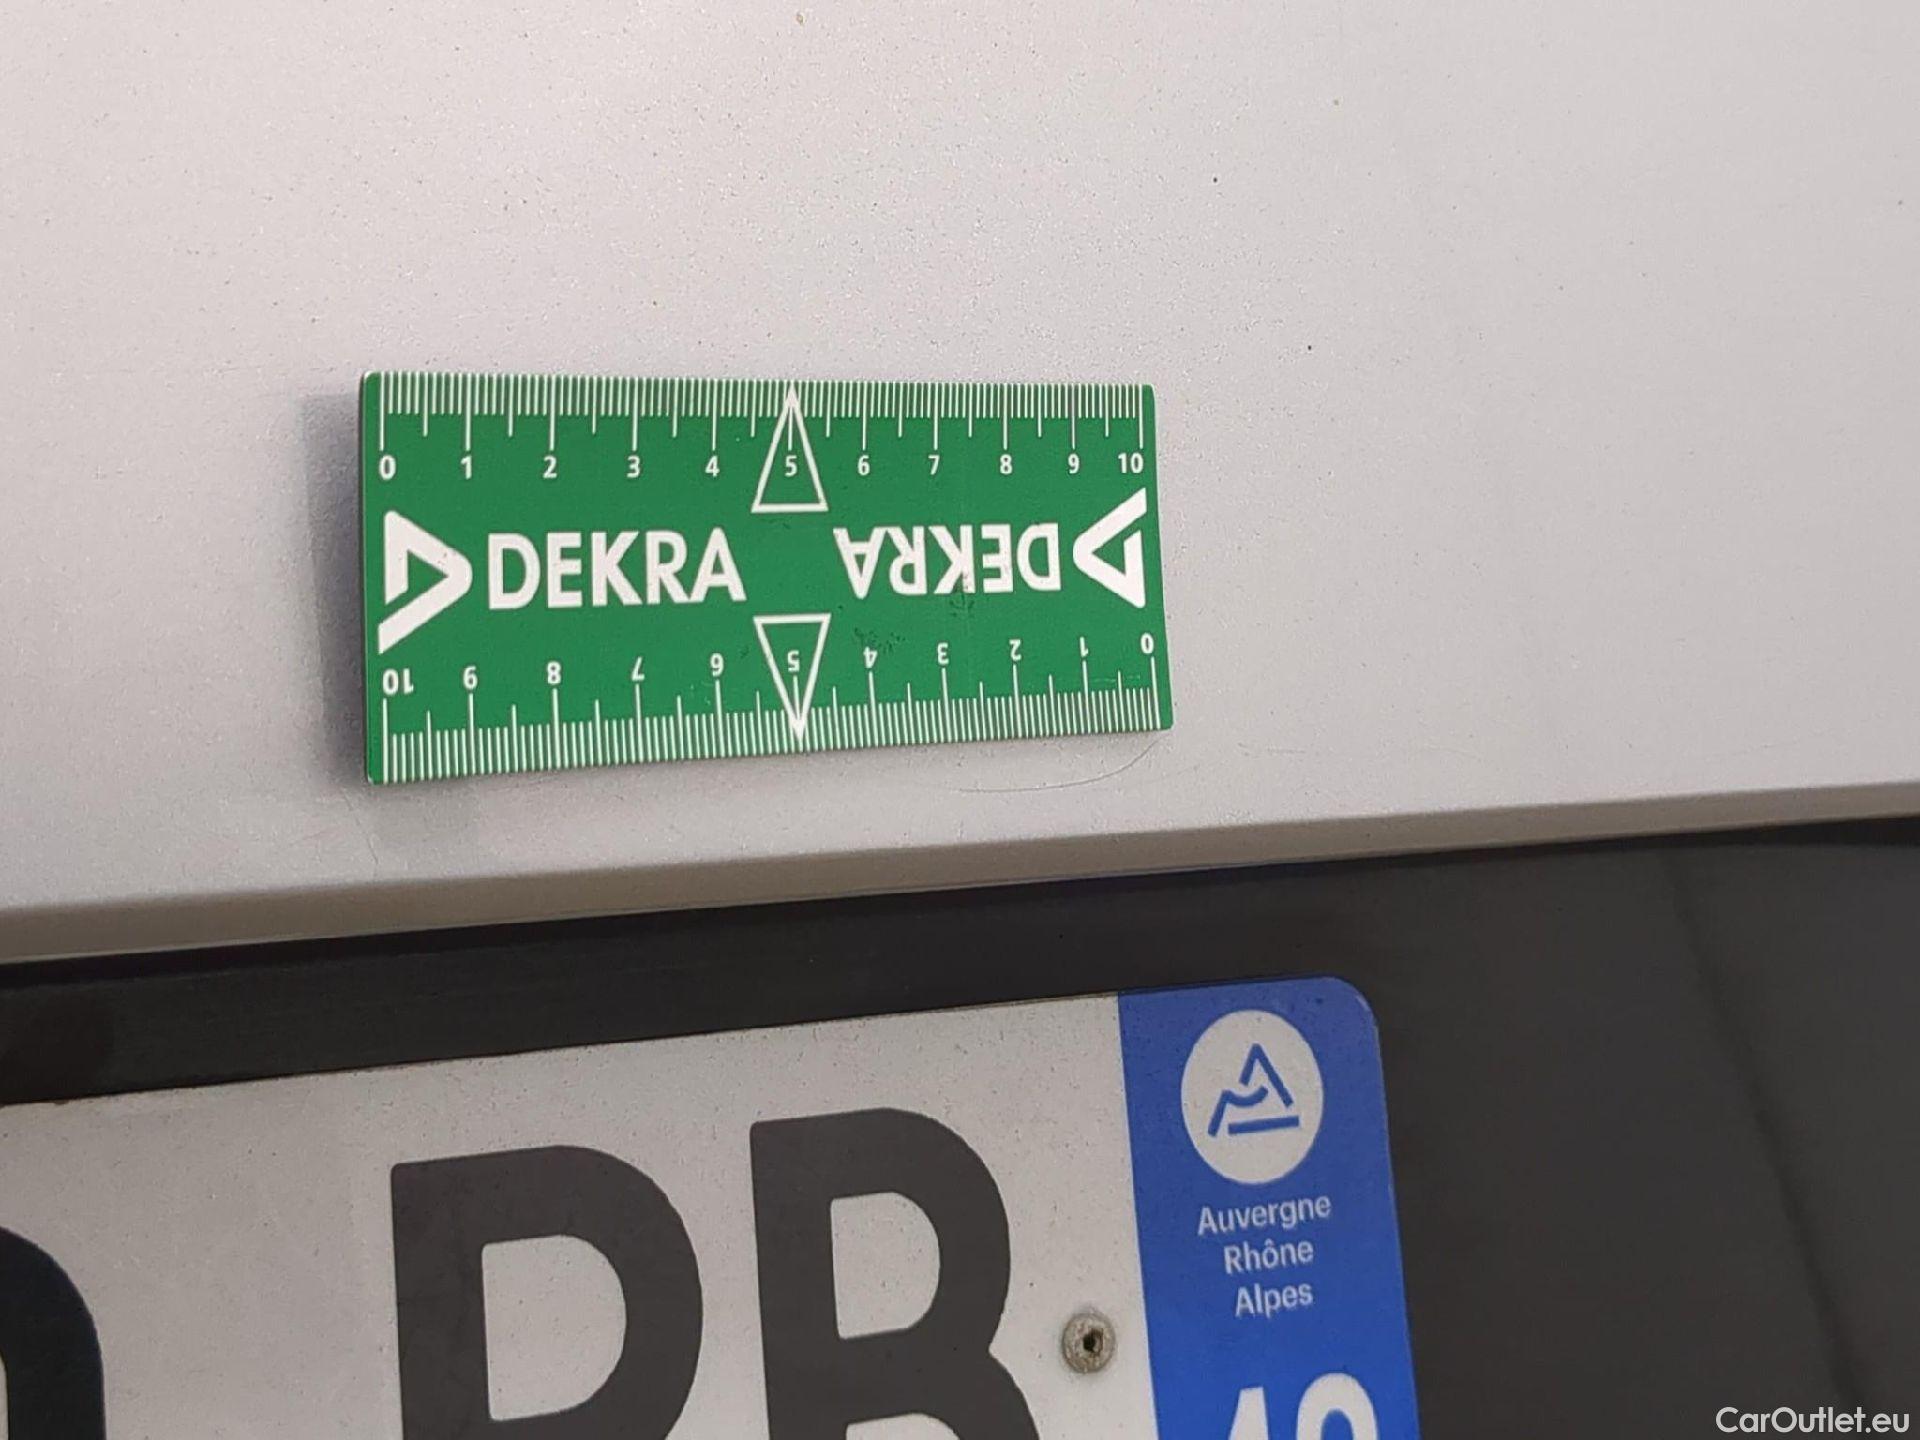 0 1 2 3 4 5 6 7 8 9 10
DEKRA DEKRA
10 9 8 7 6 5 4 3 2 1 0
Auvergne
Rhône
Alpes
CarOutlet.eu